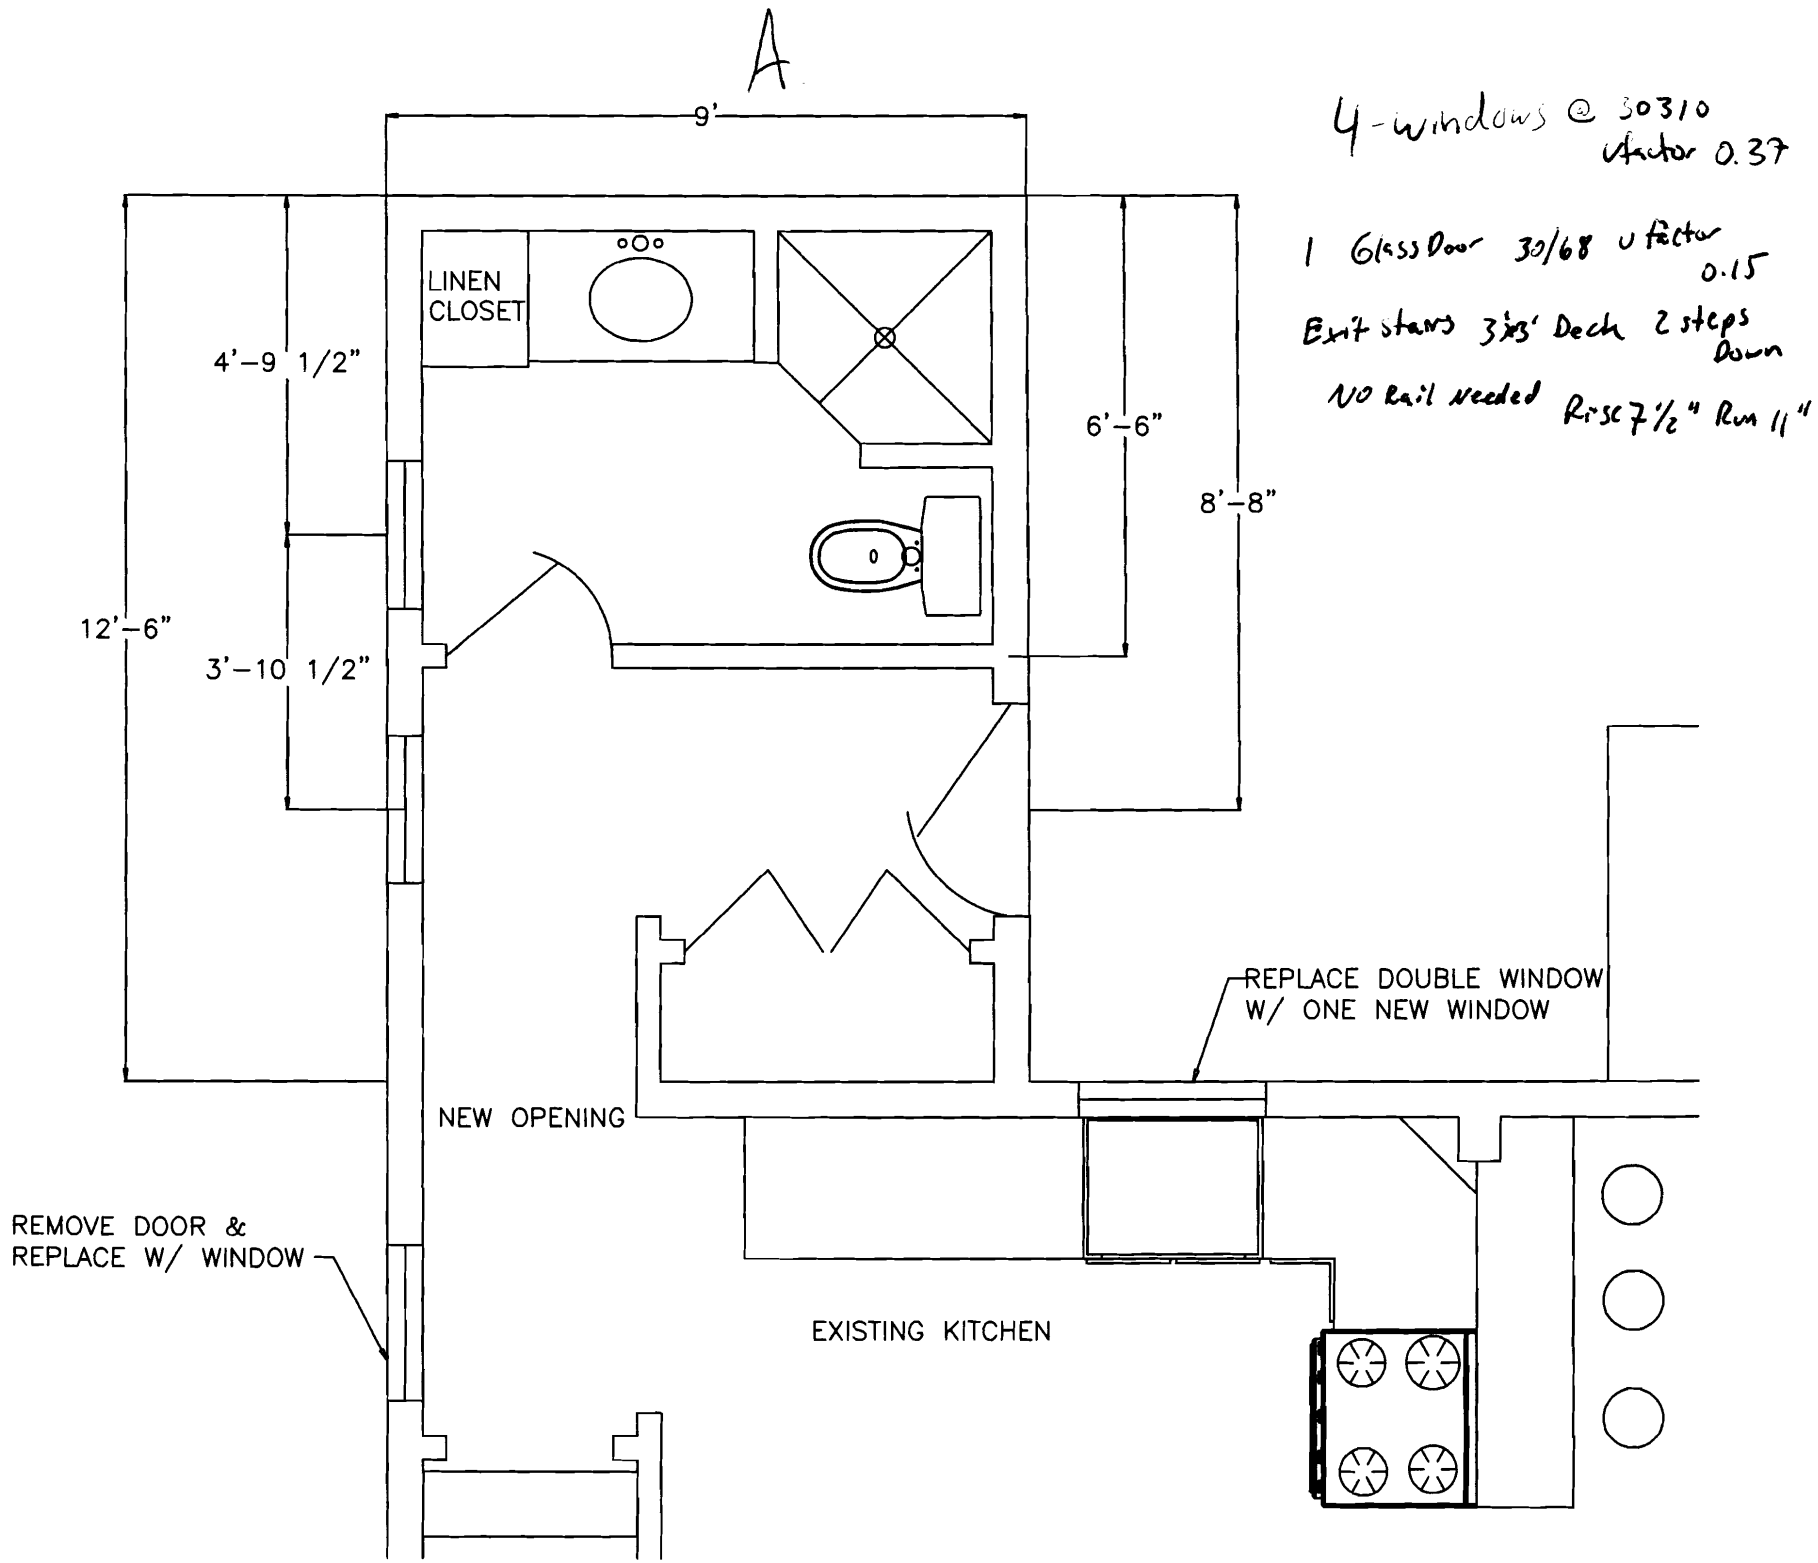 A
9'
4-windows @ 30310
Ufactor 0.37
1 Glass Door 30/68 U factor
0.15
Exit stairs 3'x3' Deck 2 steps
Down
NO Rail Needed Rise 7 1/2" Run 11"
LINEN
CLOSET
4'-9 1/2"
6'-6"
8'-8"
12'-6"
3'-10 1/2"
REPLACE DOUBLE WINDOW
W/ ONE NEW WINDOW
NEW OPENING
REMOVE DOOR &
REPLACE W/ WINDOW
EXISTING KITCHEN